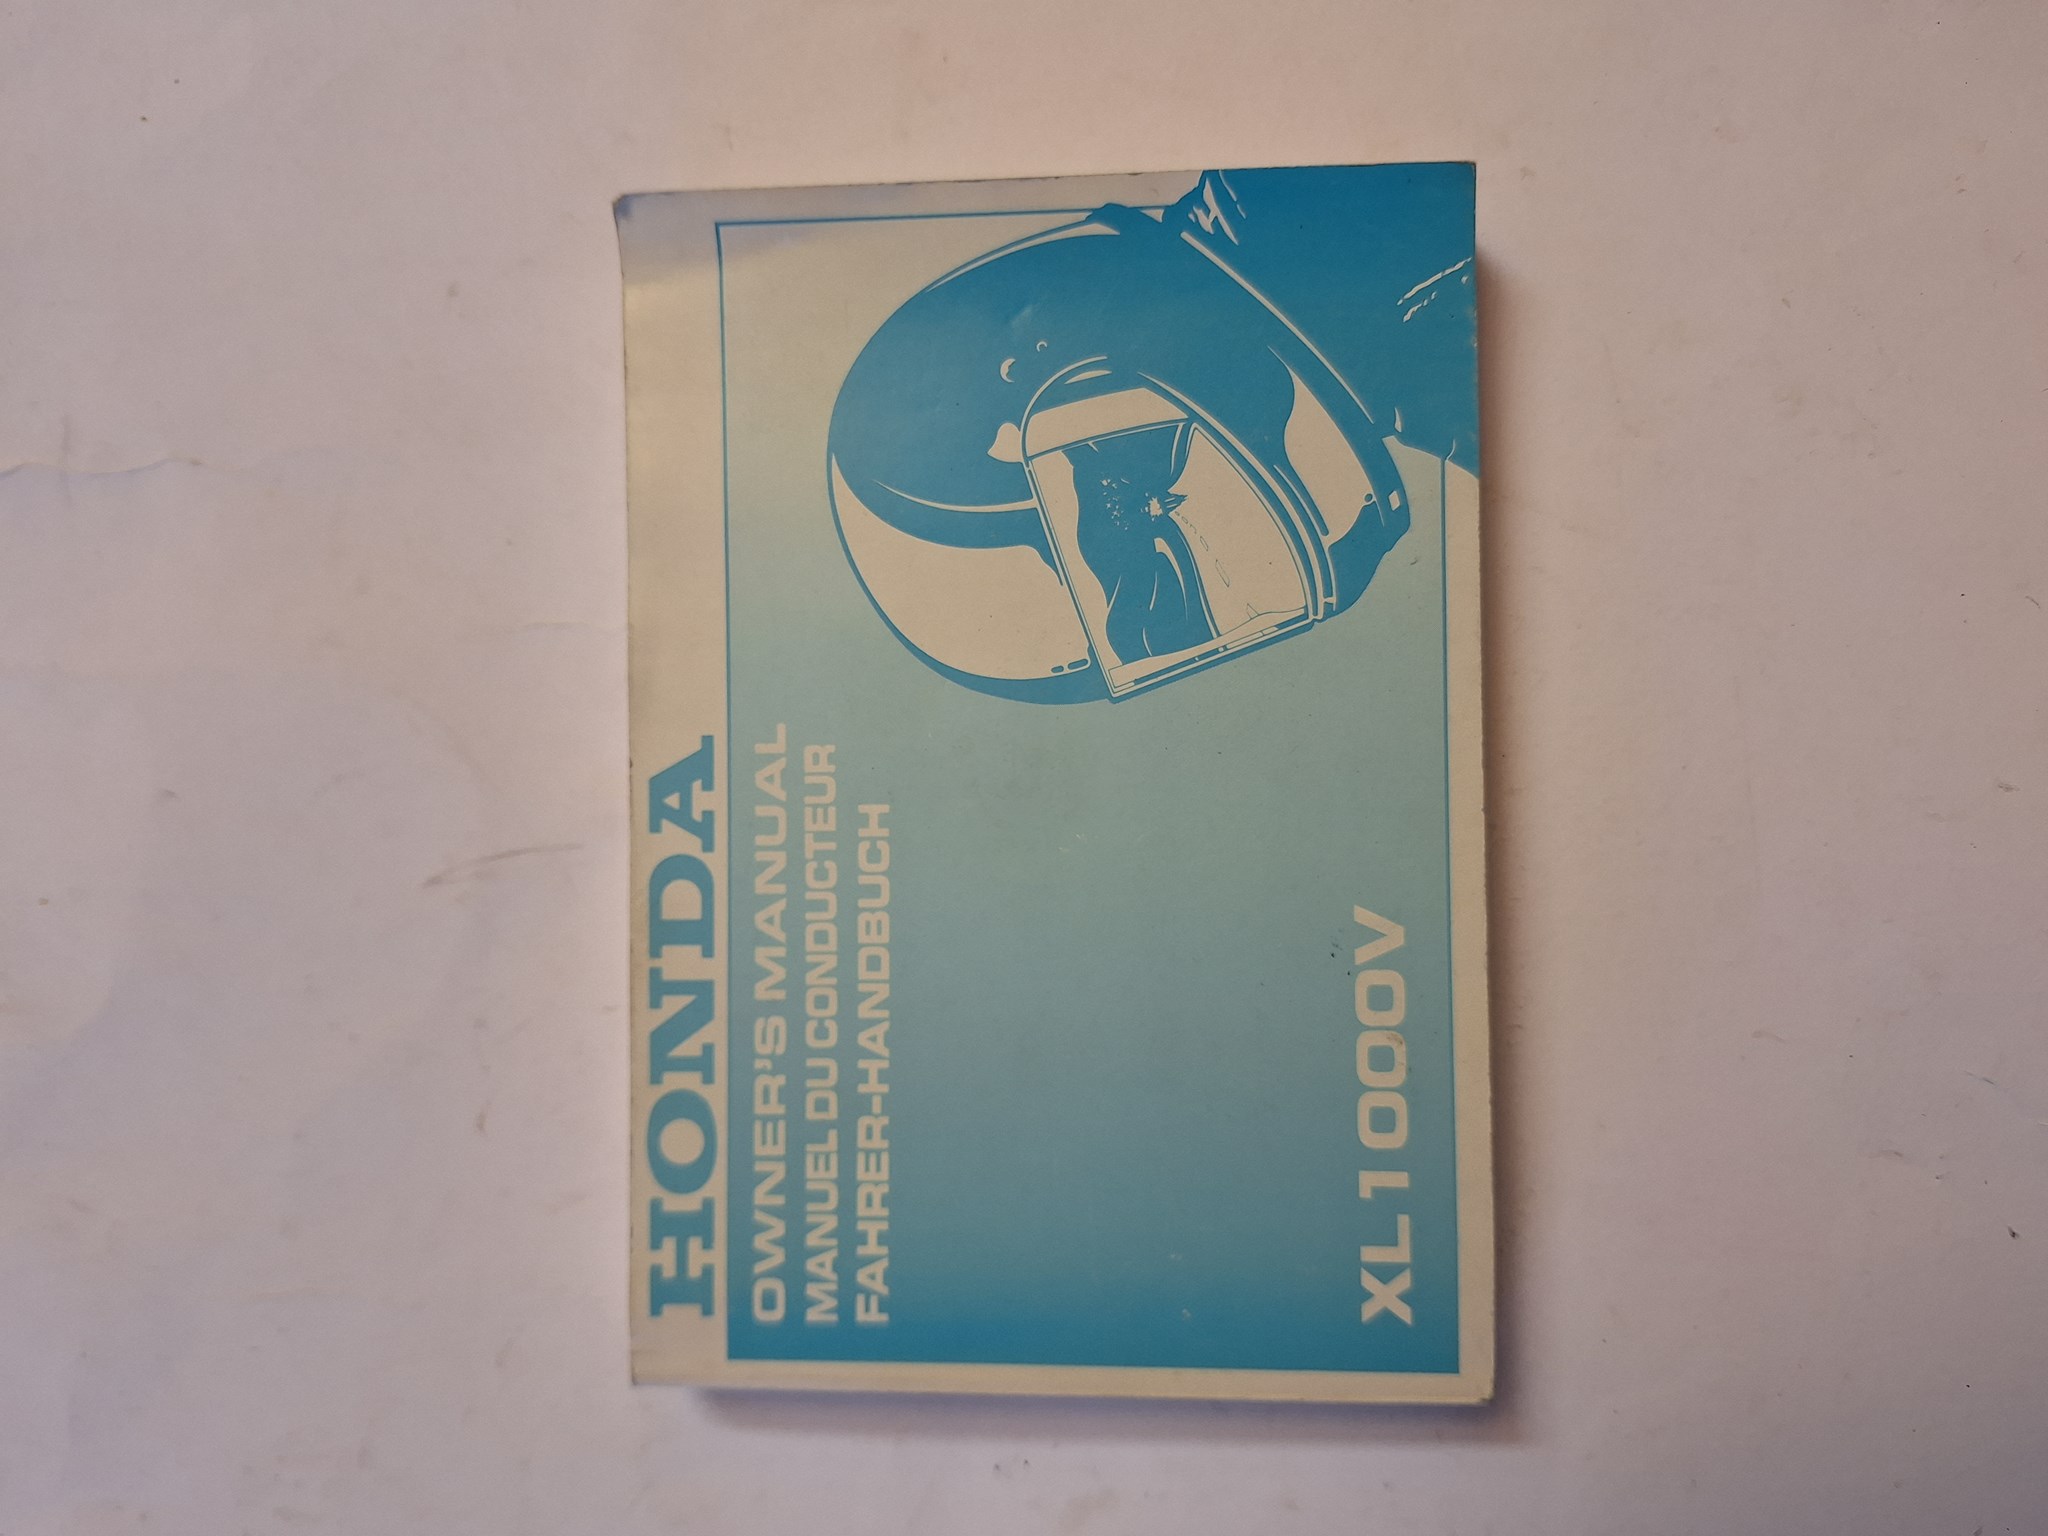 HONDA
OWNER'S MANUAL
MANUEL DU CONDUCTEUR
FAHRER-HANDBUCH
XL1000V